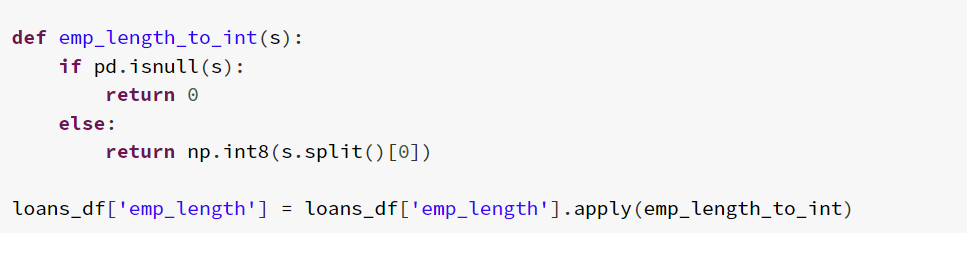 def emp_length_to_int(s):
    if pd.isnull(s):
        return 0
    else:
        return np.int8(s.split()[0])
loans_df['emp_length'] = loans_df['emp_length'].apply(emp_length_to_int)